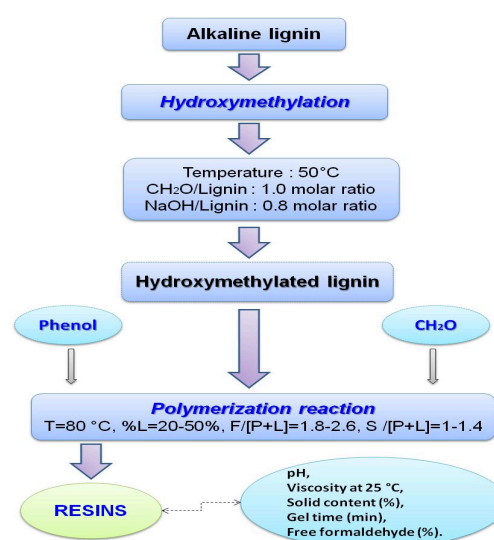 Alkaline lignin
Hydroxymethylation
Temperature : 50°C
CH₂O/Lignin : 1.0 molar ratio
NaOH/Lignin : 0.8 molar ratio
Hydroxymethylated lignin
Phenol
CH₂O
Polymerization reaction
T=80 °C, %L=20-50%, F/[P+L]=1.8-2.6, S /[P+L]=1-1.4
RESINS
pH,
Viscosity at 25 °C,
Solid content (%),
Gel time (min),
Free formaldehyde (%).